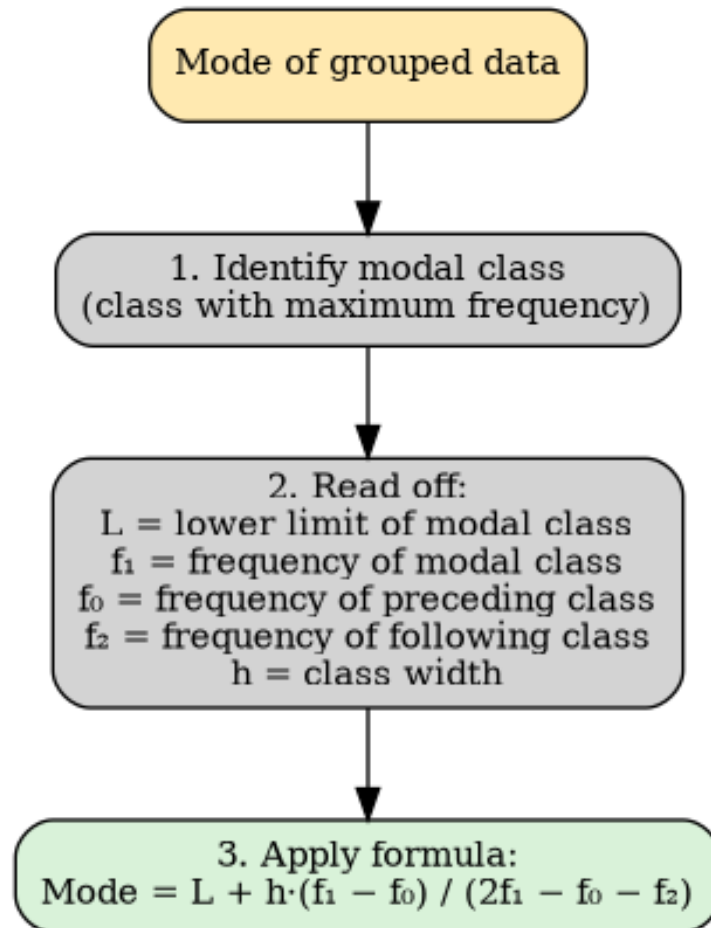 Mode of grouped data
1. Identify modal class
(class with maximum frequency)
2. Read off:
L = lower limit of modal class
f₁ = frequency of modal class
f₀ = frequency of preceding class
f₂ = frequency of following class
h = class width
3. Apply formula:
Mode = L + h·(f₁ − f₀) / (2f₁ − f₀ − f₂)